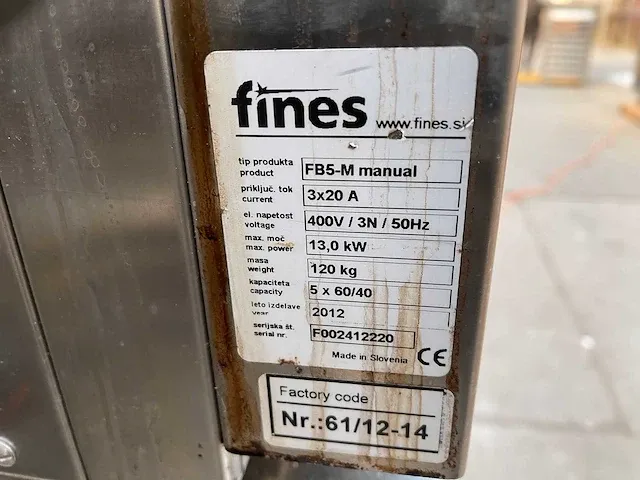 fines
www.fines.si
tip produkta
product
FB5-M manual
priključ. tok
current
3x20 A
el. napetost
voltage
400V / 3N / 50Hz
max. moč
max. power
13,0 kW
masa
weight
120 kg
kapaciteta
capacity
5 x 60/40
leto izdelave
year
2012
serijska št.
serial nr.
F002412220
Made in Slovenia CE
Factory code
Nr.:61/12-14